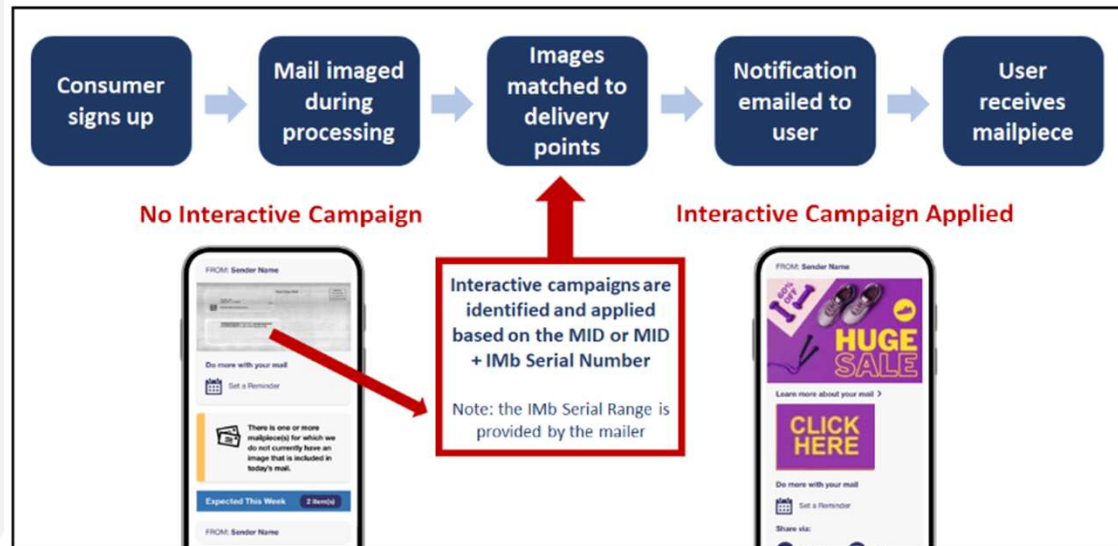 Consumer
signs up
Mail imaged
during
processing
Images
matched to
delivery
points
Notification
emailed to
user
User
receives
mailpiece
No Interactive Campaign
Interactive Campaign Applied
FROM: Sender Name
Do more with your mail
Set a Reminder
There is one or more
mailpiece(s) for which we
do not currently have an
image that is included in
today's mail.
Expected This Week
2 Item(s)
FROM: Sender Name
Interactive campaigns are
identified and applied
based on the MID or MID
+ IMb Serial Number
Note: the IMb Serial Range is
provided by the mailer
FROM: Sender Name
60%
OFF
HUGE
SALE
Learn more about your mail >
CLICK
HERE
Do more with your mail
Set a Reminder
Share via: